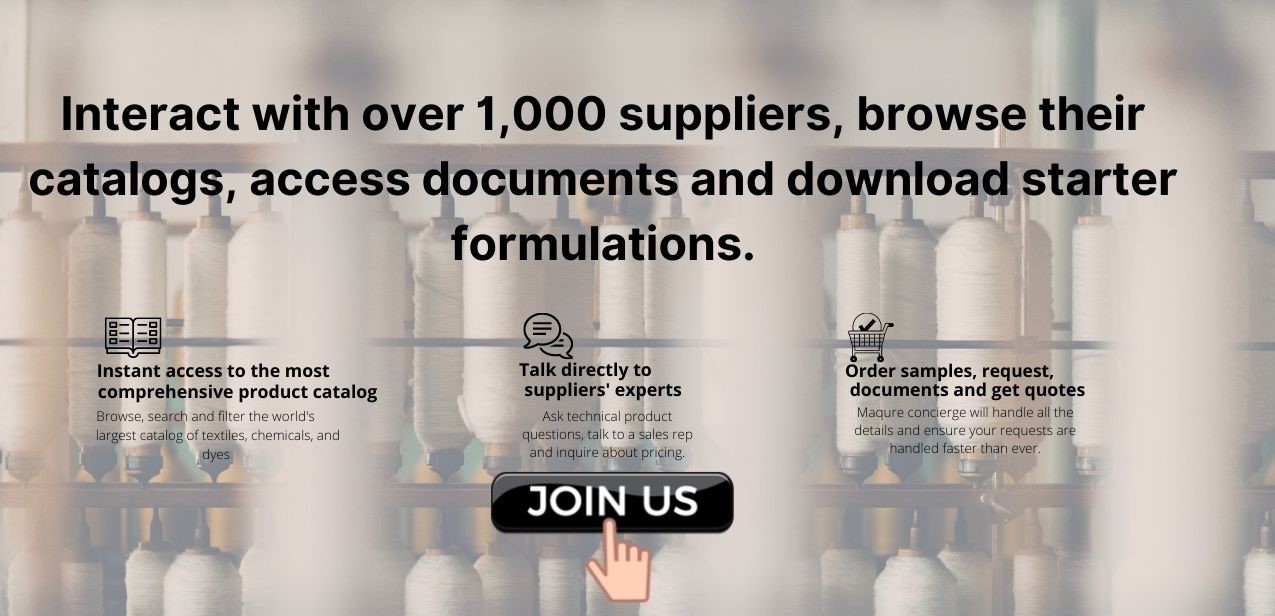 Interact with over 1,000 suppliers, browse their
catalogs, access documents and download starter
formulations.
Instant access to the most
comprehensive product catalog
Browse, search and filter the world's
largest catalog of textiles, chemicals, and
dyes
Talk directly to
suppliers' experts
Ask technical product
questions, talk to a sales rep
and inquire about pricing.
Order samples, request,
documents and get quotes
Maqure concierge will handle all the
details and ensure your requests are
handled faster than ever.
JOIN US